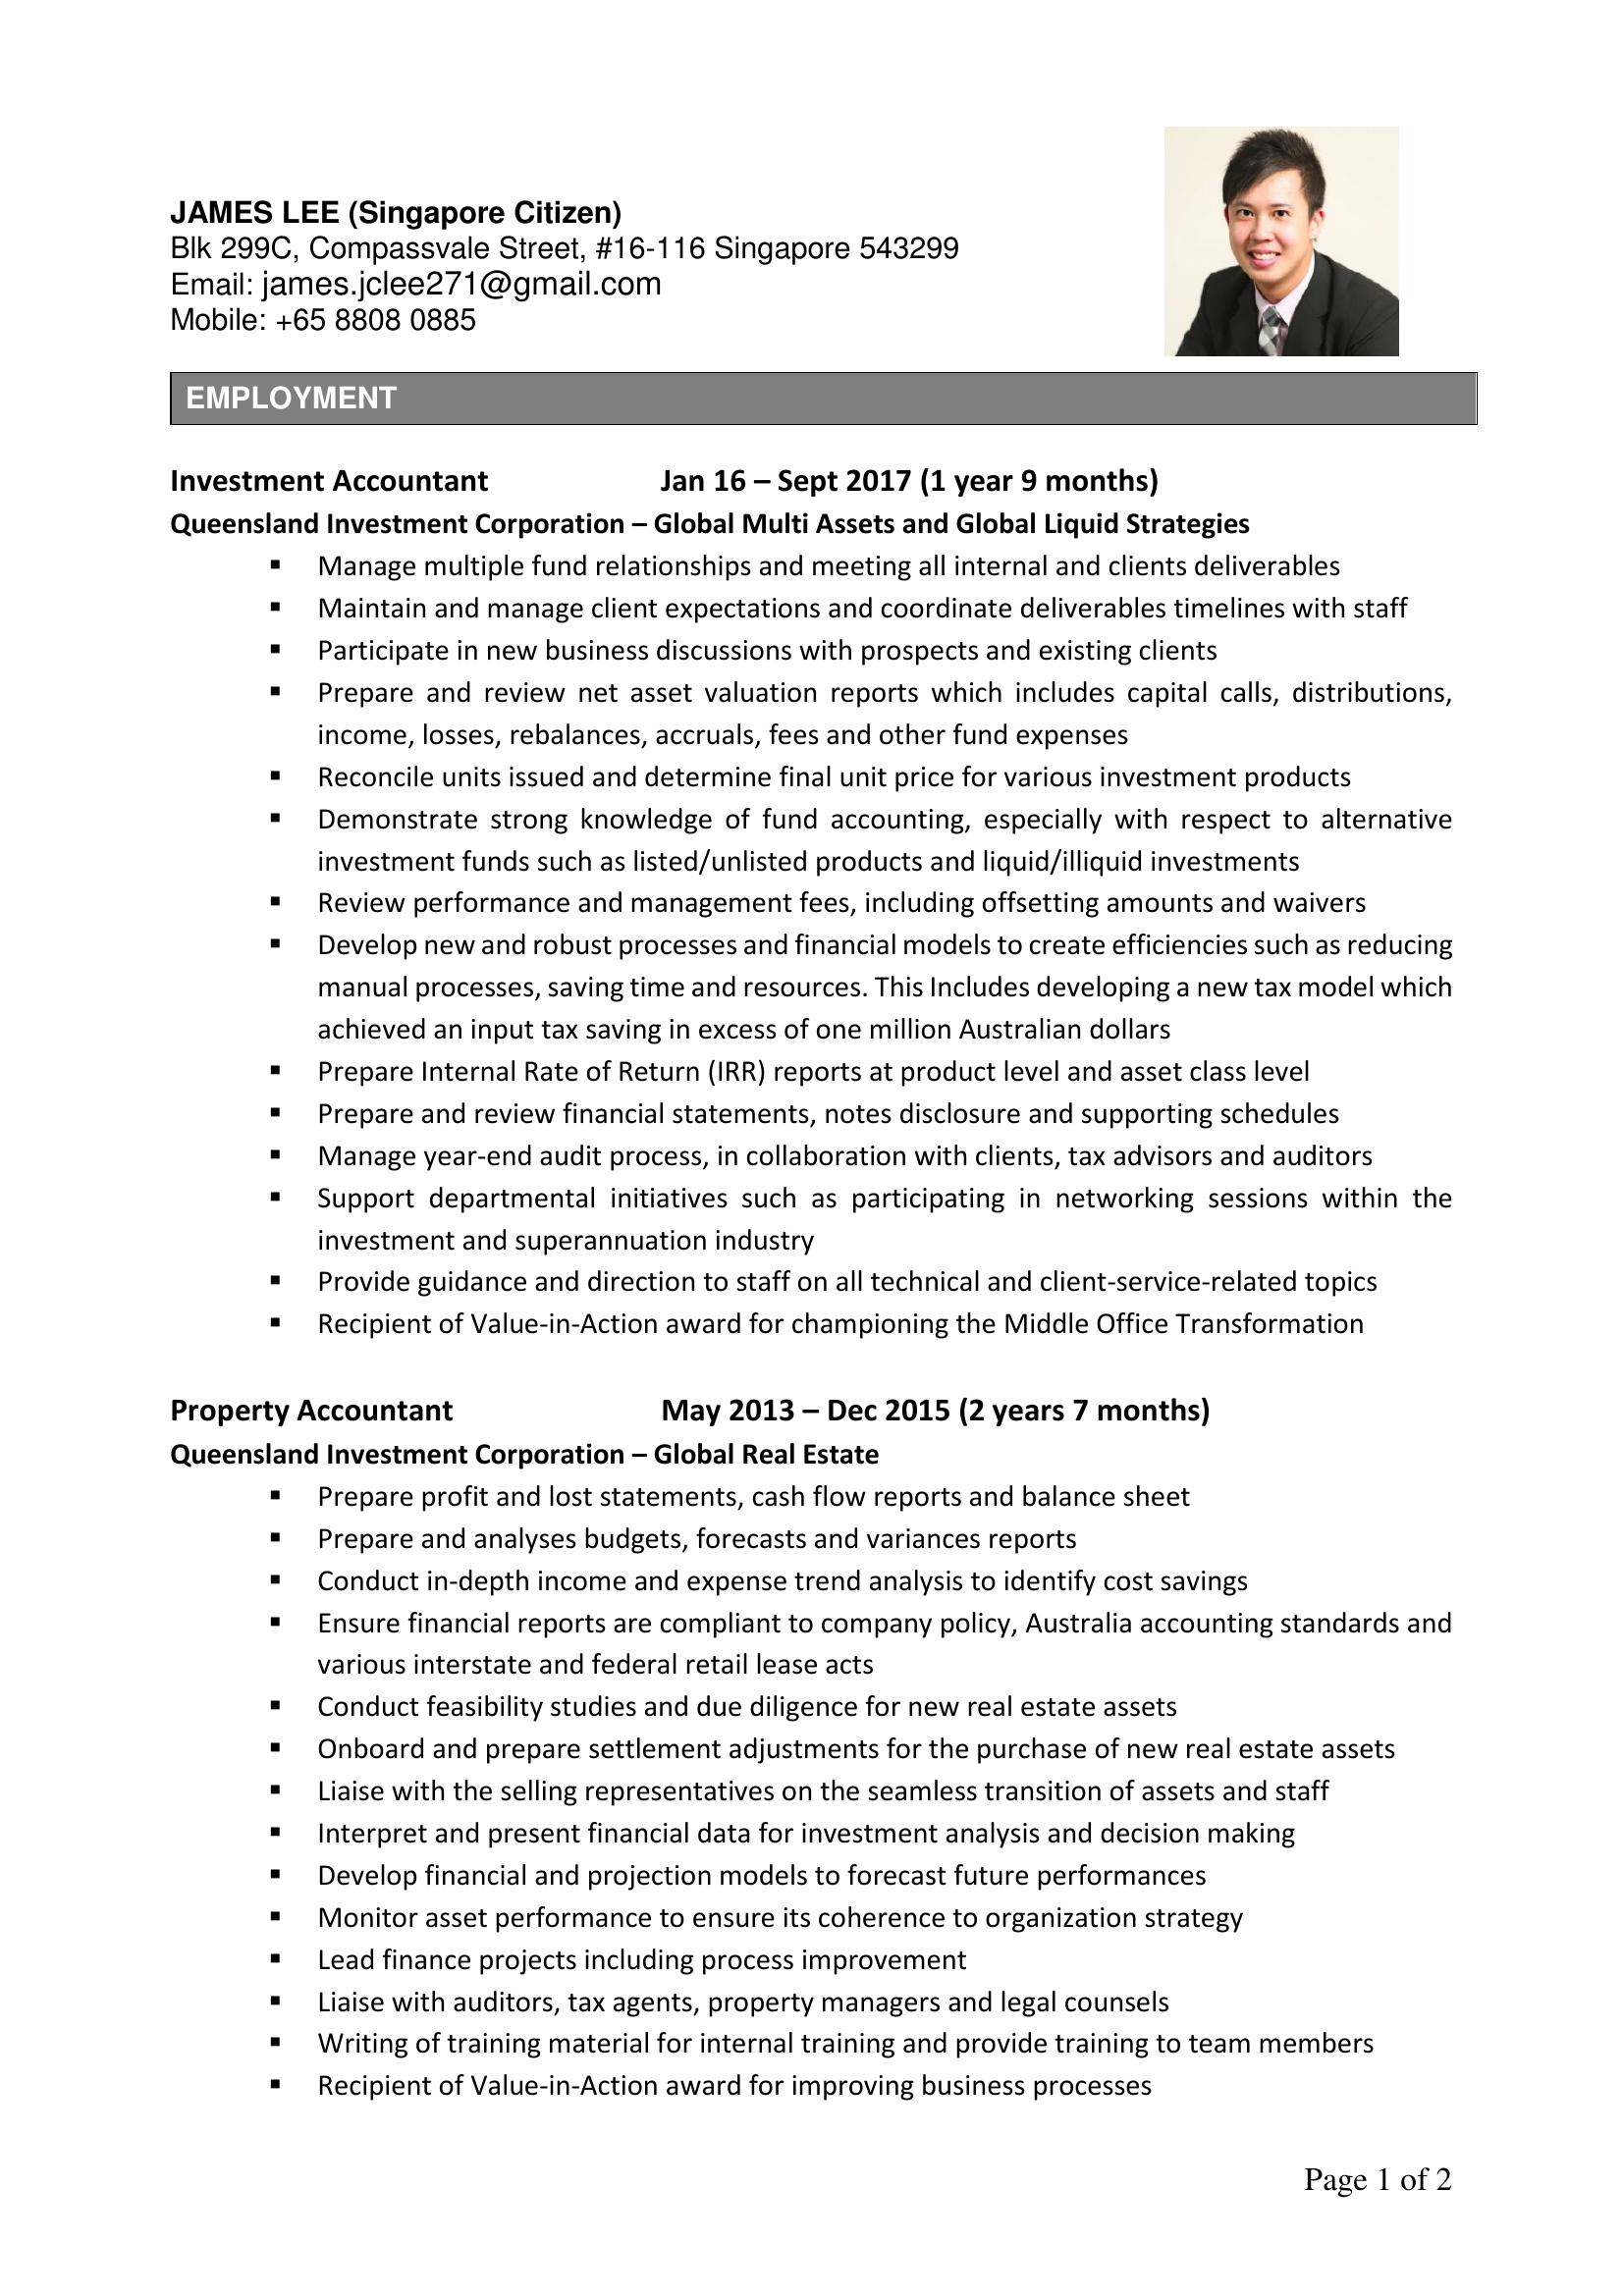 JAMES LEE (Singapore Citizen)
Blk 299C, Compassvale Street, #16-116 Singapore 543299
Email: james.jclee271@gmail.com
Mobile: +65 8808 0885
EMPLOYMENT
Investment Accountant Jan 16 – Sept 2017 (1 year 9 months)
Queensland Investment Corporation – Global Multi Assets and Global Liquid Strategies
▪ Manage multiple fund relationships and meeting all internal and clients deliverables
▪ Maintain and manage client expectations and coordinate deliverables timelines with staff
▪ Participate in new business discussions with prospects and existing clients
▪ Prepare and review net asset valuation reports which includes capital calls, distributions,
income, losses, rebalances, accruals, fees and other fund expenses
▪ Reconcile units issued and determine final unit price for various investment products
▪ Demonstrate strong knowledge of fund accounting, especially with respect to alternative
investment funds such as listed/unlisted products and liquid/illiquid investments
▪ Review performance and management fees, including offsetting amounts and waivers
▪ Develop new and robust processes and financial models to create efficiencies such as reducing
manual processes, saving time and resources. This Includes developing a new tax model which
achieved an input tax saving in excess of one million Australian dollars
▪ Prepare Internal Rate of Return (IRR) reports at product level and asset class level
▪ Prepare and review financial statements, notes disclosure and supporting schedules
▪ Manage year-end audit process, in collaboration with clients, tax advisors and auditors
▪ Support departmental initiatives such as participating in networking sessions within the
investment and superannuation industry
▪ Provide guidance and direction to staff on all technical and client-service-related topics
▪ Recipient of Value-in-Action award for championing the Middle Office Transformation
Property Accountant May 2013 – Dec 2015 (2 years 7 months)
Queensland Investment Corporation – Global Real Estate
▪ Prepare profit and lost statements, cash flow reports and balance sheet
▪ Prepare and analyses budgets, forecasts and variances reports
▪ Conduct in-depth income and expense trend analysis to identify cost savings
▪ Ensure financial reports are compliant to company policy, Australia accounting standards and
various interstate and federal retail lease acts
▪ Conduct feasibility studies and due diligence for new real estate assets
▪ Onboard and prepare settlement adjustments for the purchase of new real estate assets
▪ Liaise with the selling representatives on the seamless transition of assets and staff
▪ Interpret and present financial data for investment analysis and decision making
▪ Develop financial and projection models to forecast future performances
▪ Monitor asset performance to ensure its coherence to organization strategy
▪ Lead finance projects including process improvement
▪ Liaise with auditors, tax agents, property managers and legal counsels
▪ Writing of training material for internal training and provide training to team members
▪ Recipient of Value-in-Action award for improving business processes
Page 1 of 2